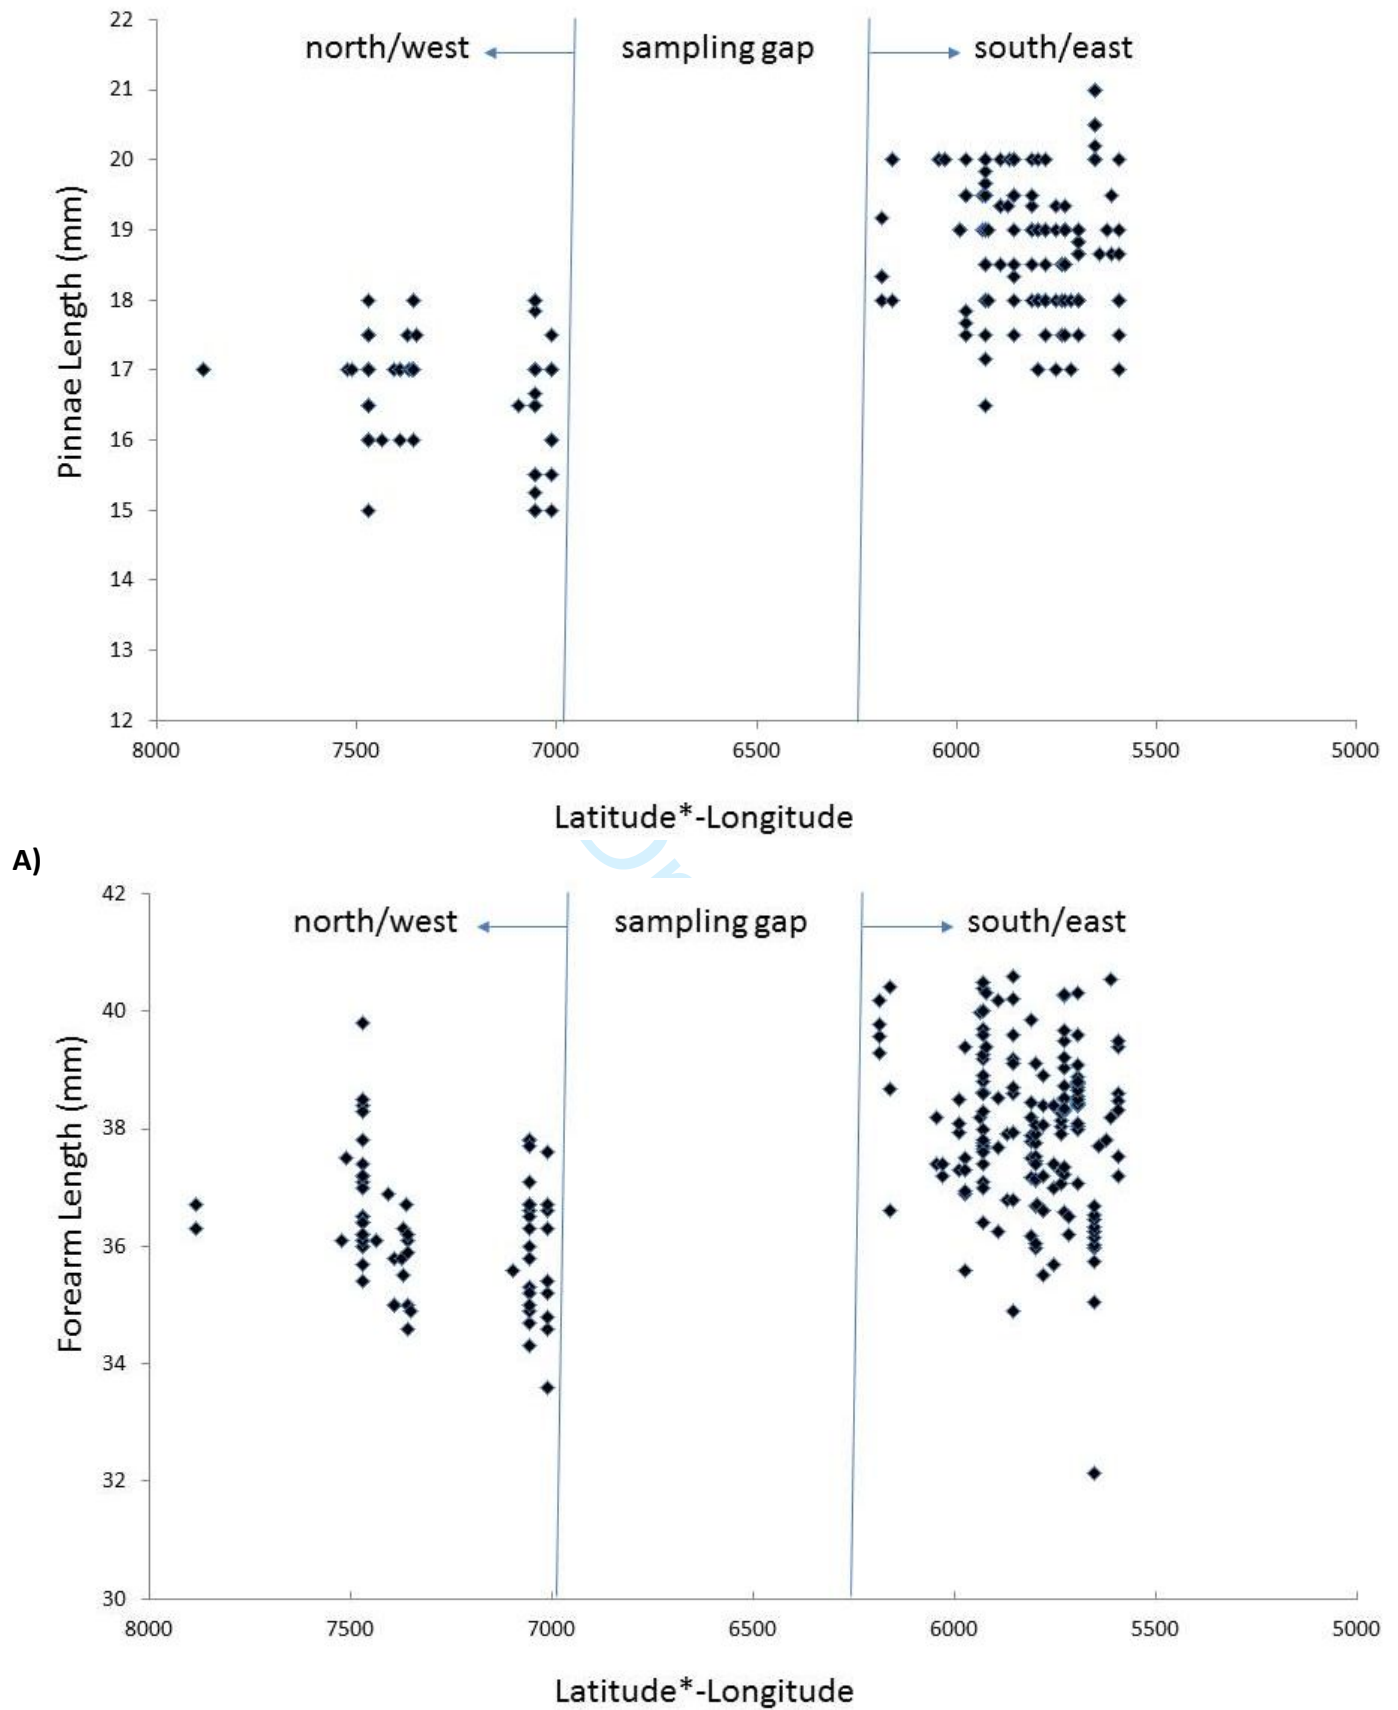 22
north/west sampling gap south/east
21
20
19
18
17
16
15
14
13
12
Pinnae Length (mm)
8000 7500 7000 6500 6000 5500 5000
Latitude*-Longitude
A)
42
north/west sampling gap south/east
40
38
36
34
32
30
Forearm Length (mm)
8000 7500 7000 6500 6000 5500 5000
Latitude*-Longitude